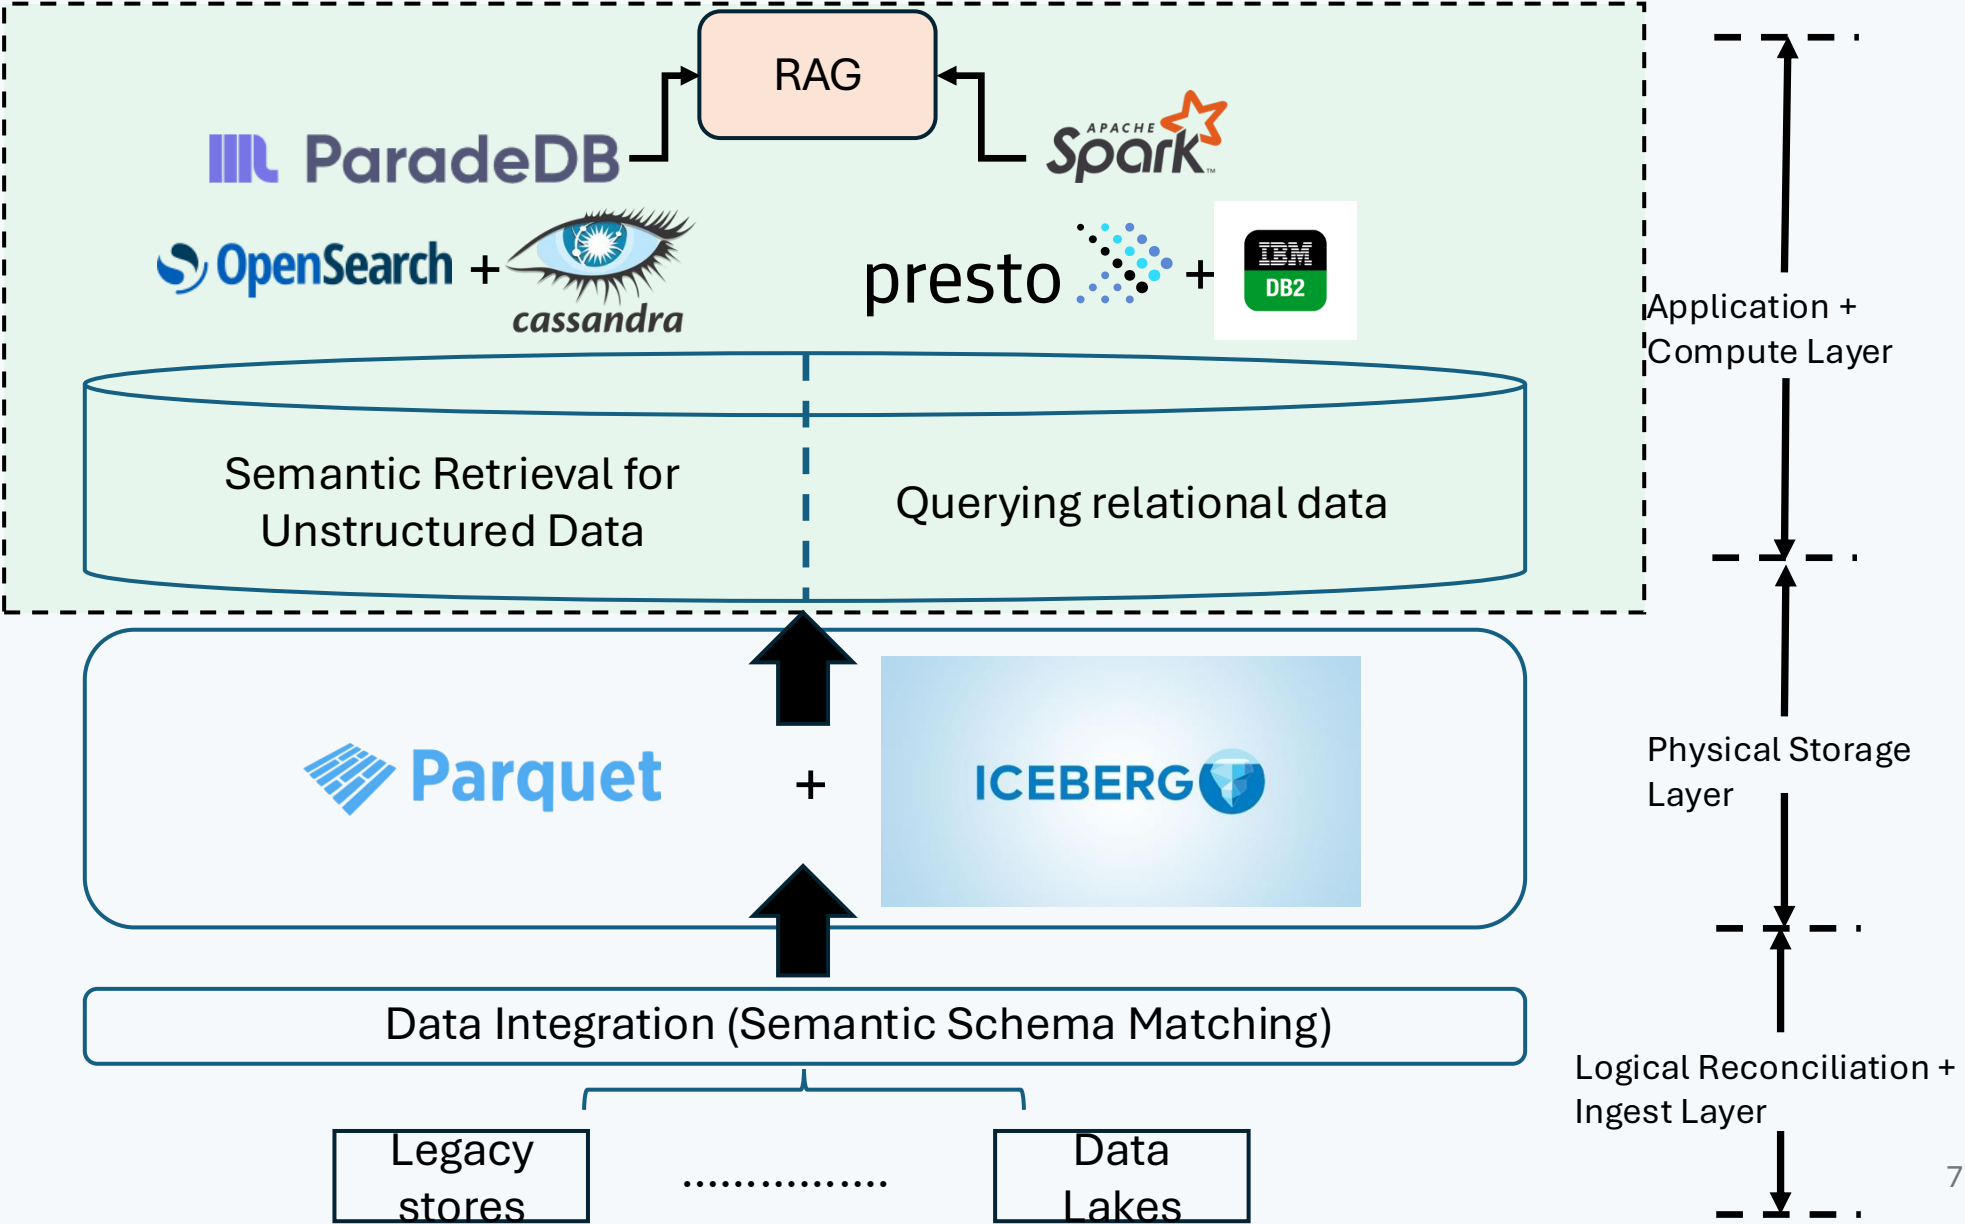 RAG
ParadeDB
APACHE
Spark™
OpenSearch
+
cassandra
presto
+
IBM
DB2
Application +
Compute Layer
Semantic Retrieval for
Unstructured Data
Querying relational data
Parquet
+
ICEBERG
Physical Storage
Layer
Data Integration (Semantic Schema Matching)
Logical Reconciliation +
Ingest Layer
Legacy
stores
................
Data
Lakes
7